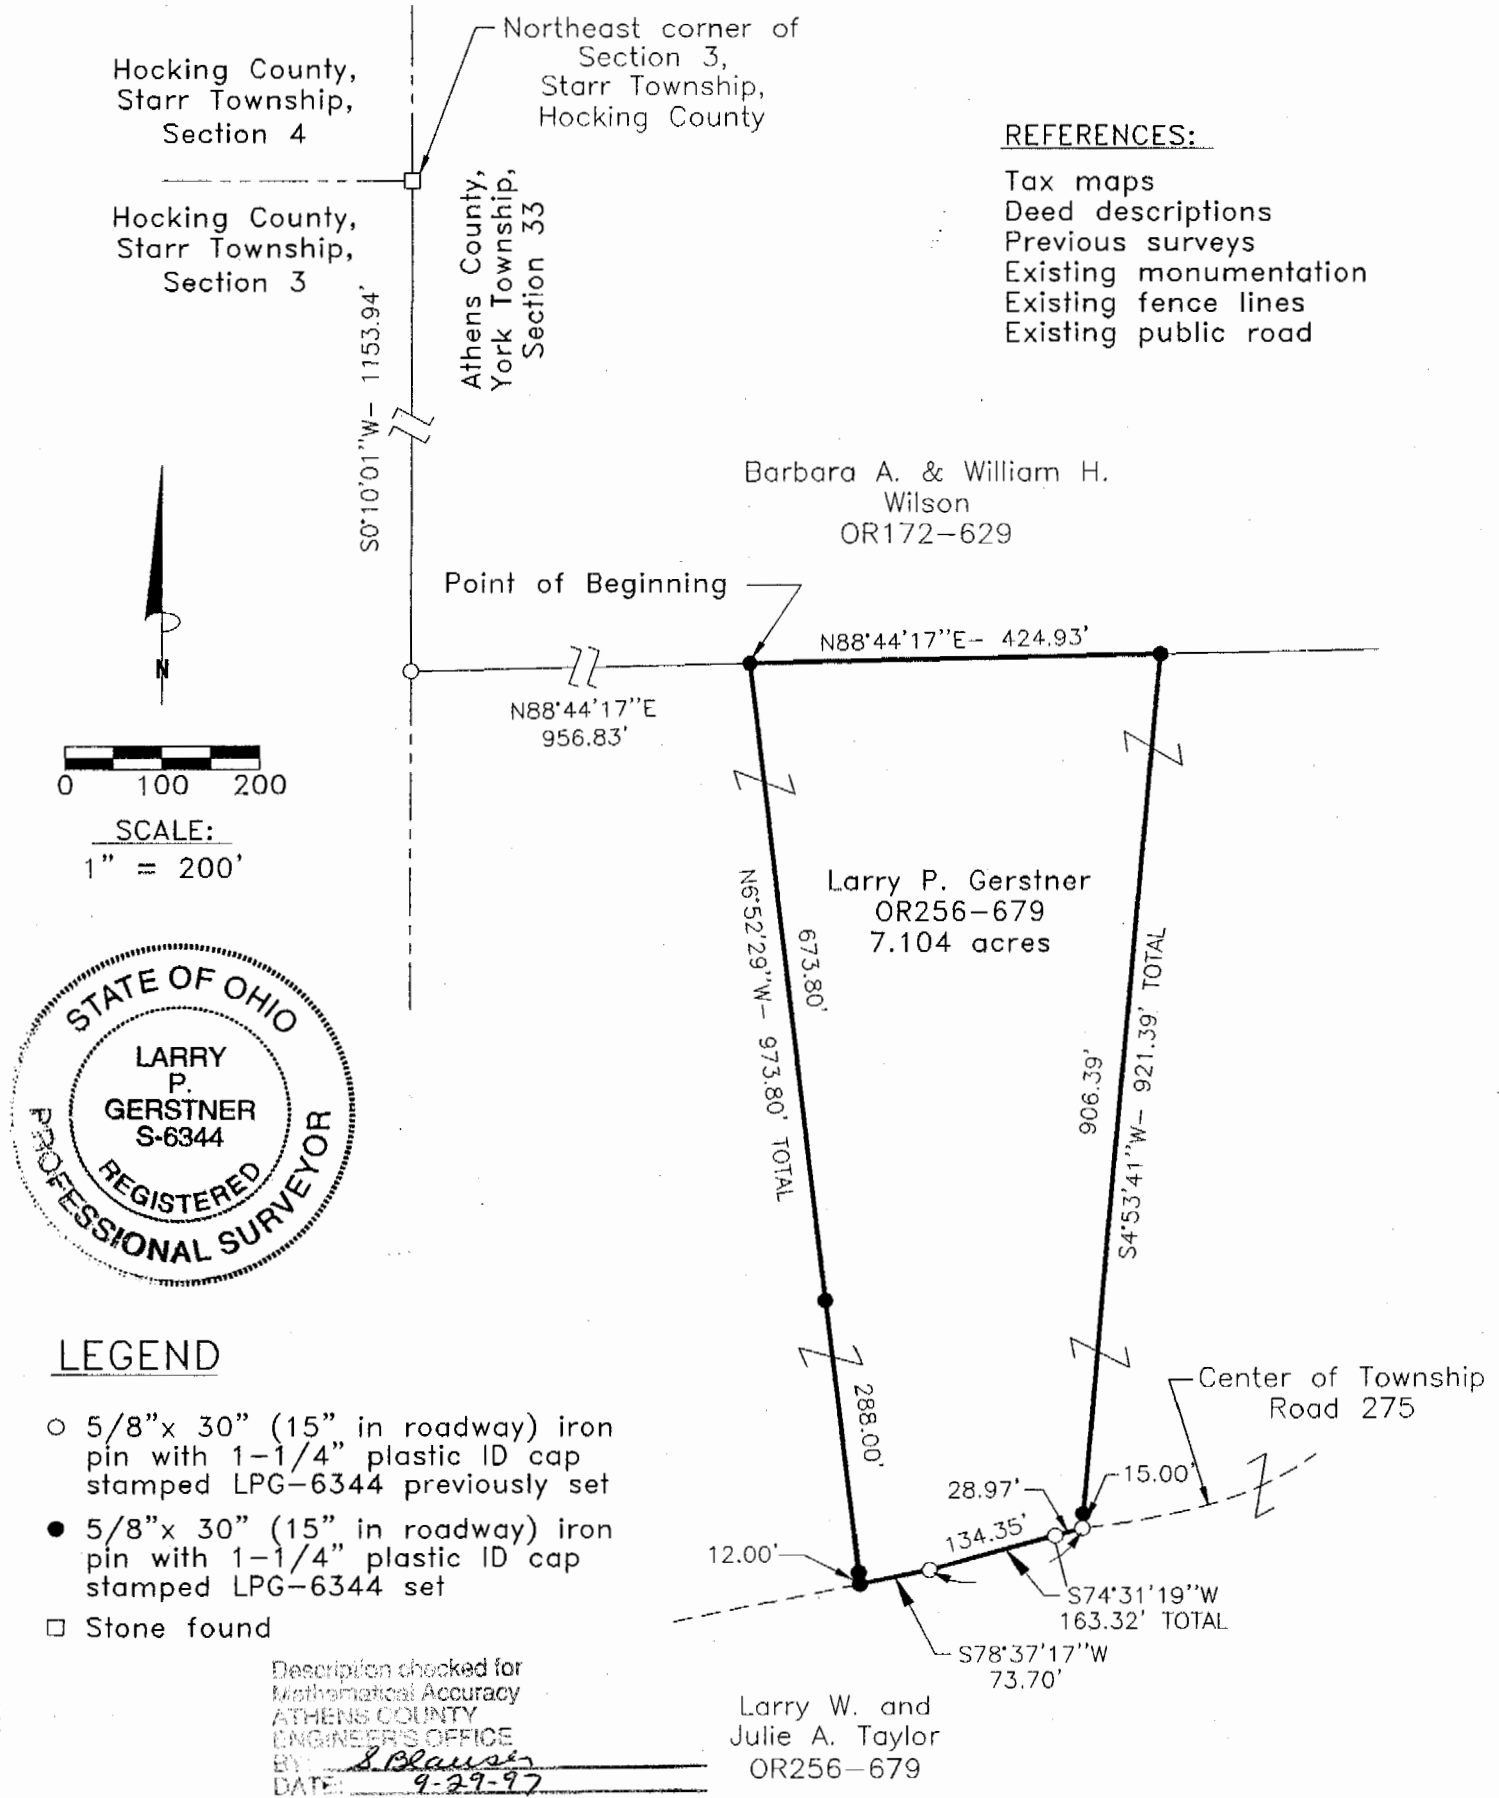 Northeast corner of
Section 3,
Starr Township,
Hocking County
Hocking County,
Starr Township,
Section 4
Hocking County,
Starr Township,
Section 3
Athens County,
York Township,
Section 33
S0°10'01"W- 1153.94'
REFERENCES:
Tax maps
Deed descriptions
Previous surveys
Existing monumentation
Existing fence lines
Existing public road
Barbara A. & William H.
Wilson
OR172-629
Point of Beginning
N88°44'17"E- 424.93'
N88°44'17"E
956.83'
N
0 100 200
SCALE:
1" = 200'
Larry P. Gerstner
OR256-679
7.104 acres
N6°52'29"W- 973.80' TOTAL
673.80'
288.00'
906.39'
S4°53'41"W- 921.39' TOTAL
STATE OF OHIO
LARRY
P.
GERSTNER
S-6344
REGISTERED
PROFESSIONAL SURVEYOR
Center of Township
Road 275
15.00'
28.97'
134.35'
12.00'
S74°31'19"W
163.32' TOTAL
S78°37'17"W
73.70'
Larry W. and
Julie A. Taylor
OR256-679
LEGEND
5/8"x 30" (15" in roadway) iron
pin with 1-1/4" plastic ID cap
stamped LPG-6344 previously set
5/8"x 30" (15" in roadway) iron
pin with 1-1/4" plastic ID cap
stamped LPG-6344 set
Stone found
Description checked for
Mathematical Accuracy
ATHENS COUNTY
ENGINEER'S OFFICE
BY: S. Blausen
DATE: 9-29-97